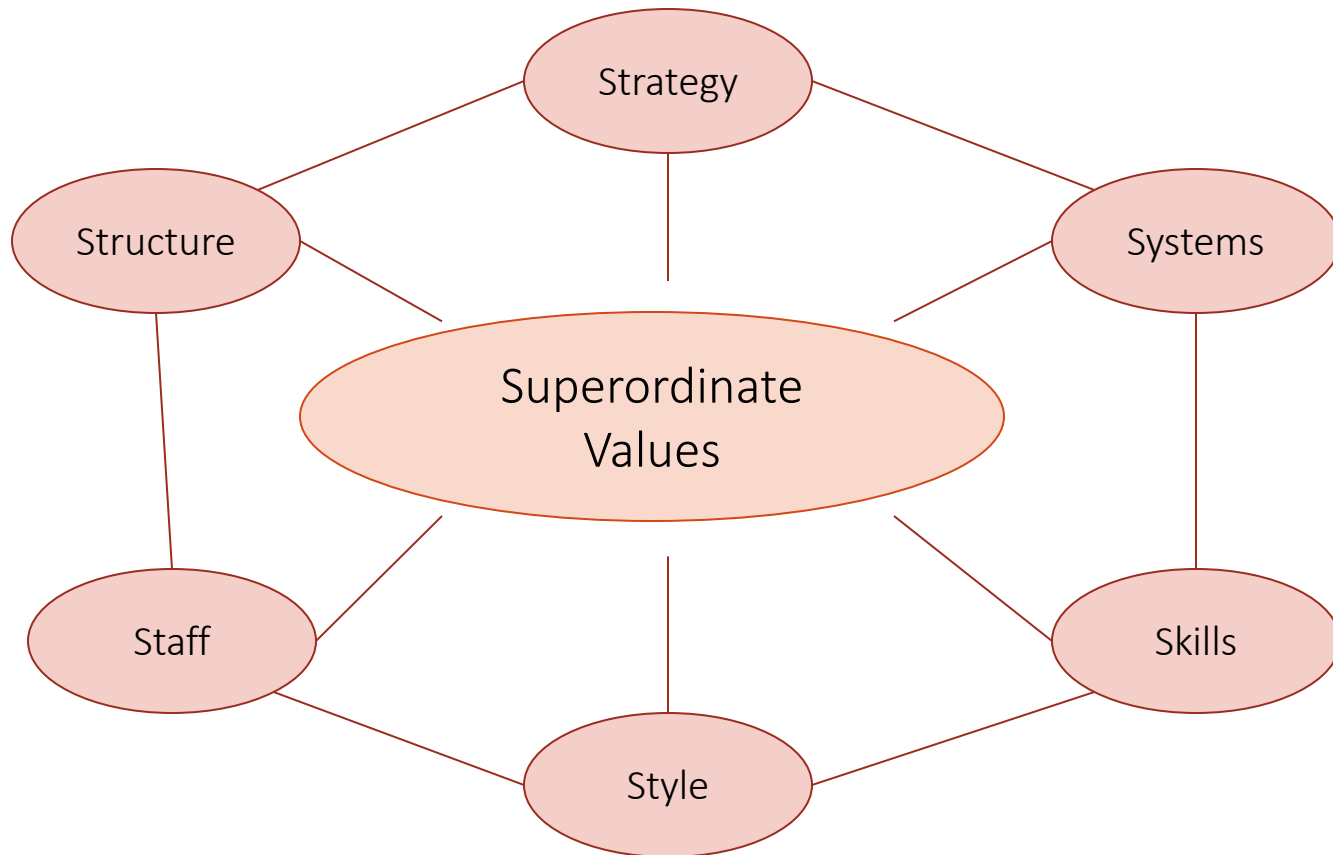 Strategy
Structure
Systems
Superordinate
Values
Staff
Skills
Style